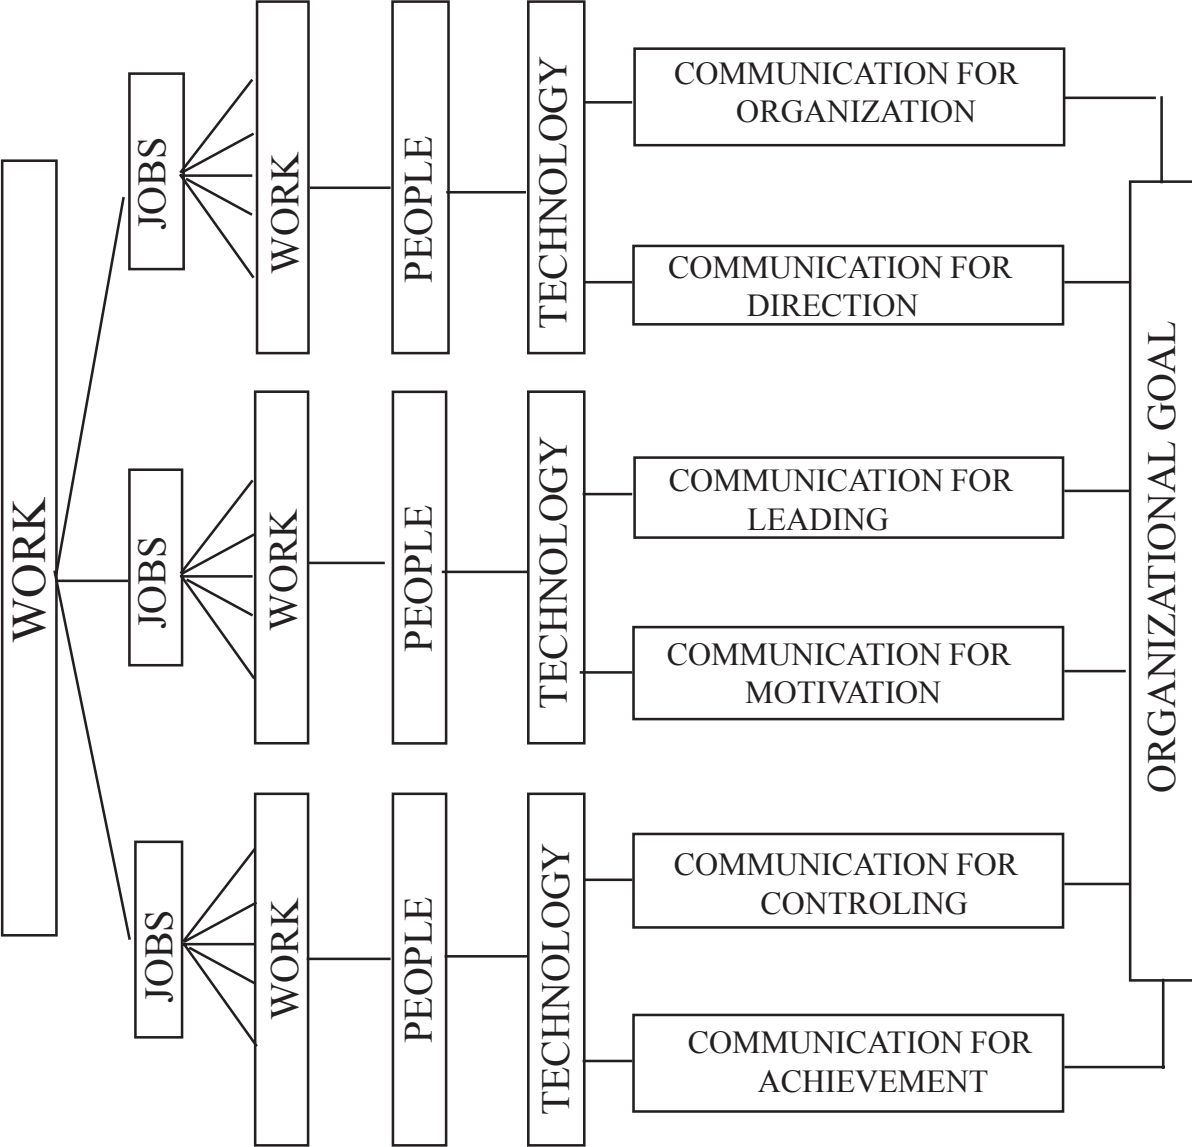 WORK
JOBS
WORK
PEOPLE
TECHNOLOGY
COMMUNICATION FOR
ORGANIZATION
COMMUNICATION FOR
DIRECTION
JOBS
WORK
PEOPLE
TECHNOLOGY
COMMUNICATION FOR
LEADING
COMMUNICATION FOR
MOTIVATION
JOBS
WORK
PEOPLE
TECHNOLOGY
COMMUNICATION FOR
CONTROLING
COMMUNICATION FOR
ACHIEVEMENT
ORGANIZATIONAL GOAL